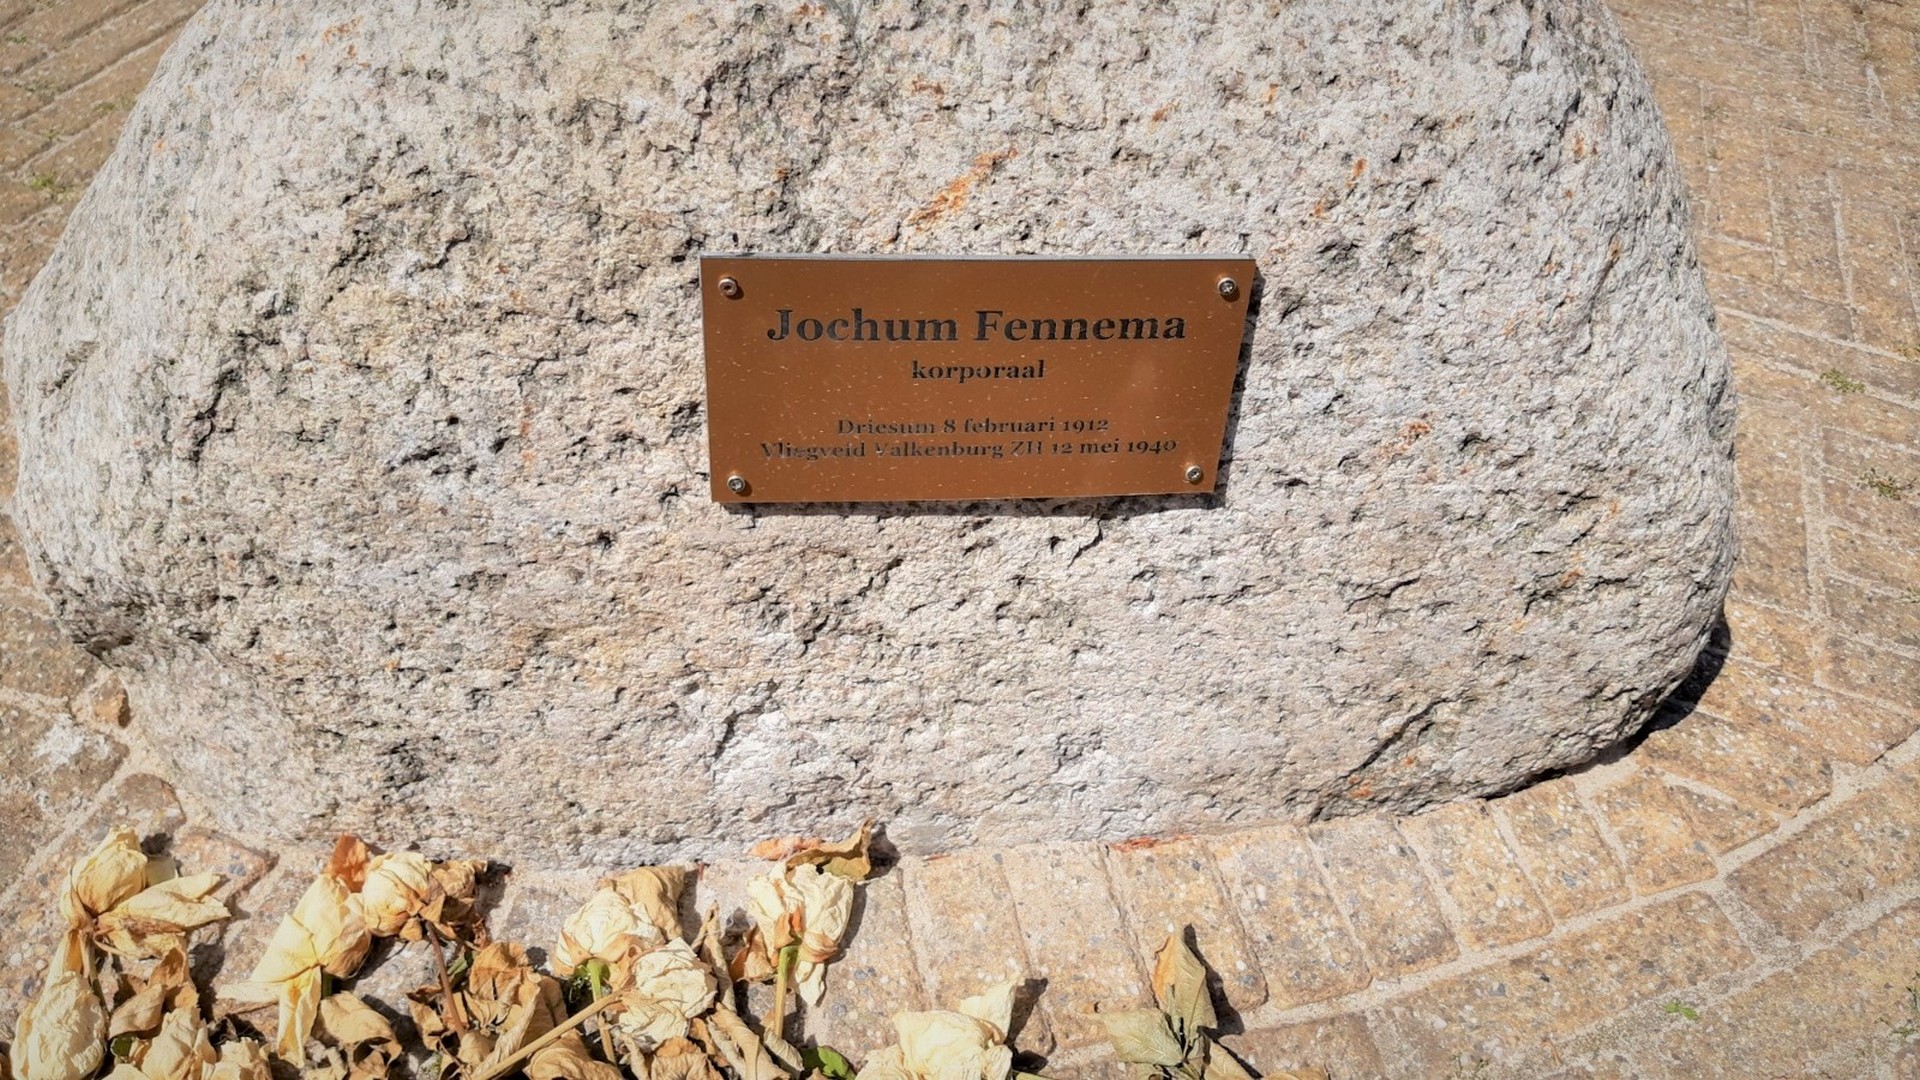 Jochum Fennema
korporaal
Driesum 8 februari 1912
Vliegveld Valkenburg ZH 12 mei 1940